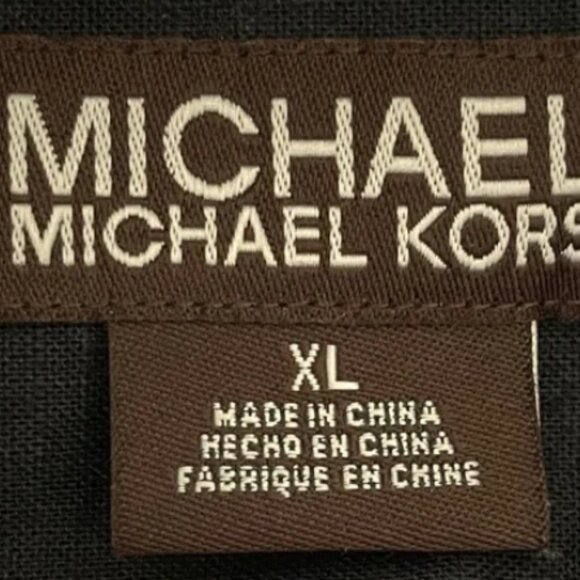 MICHAEL
MICHAEL KORS
XL
MADE IN CHINA
HECHO EN CHINA
FABRIQUE EN CHINE